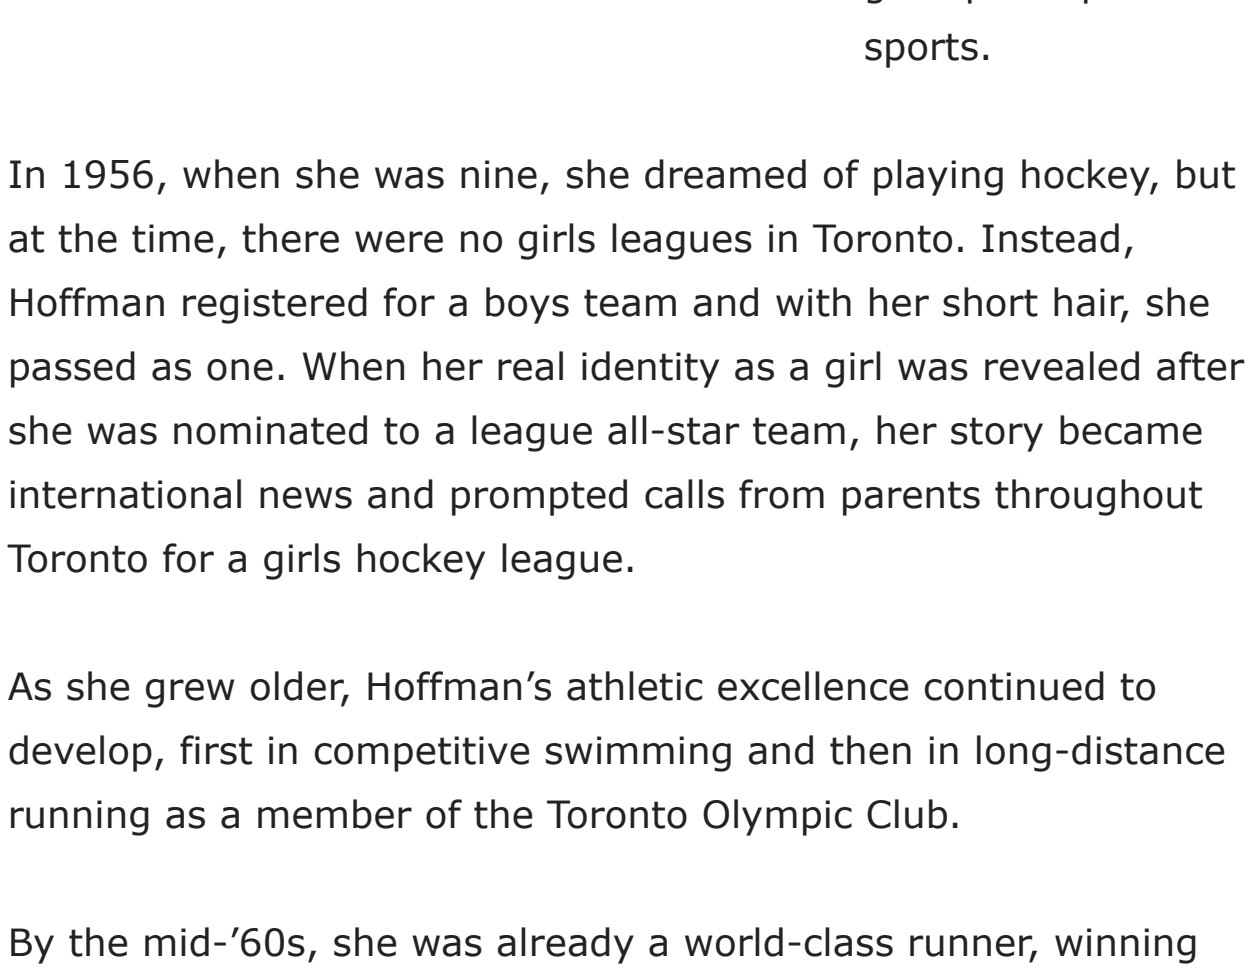 sports.
In 1956, when she was nine, she dreamed of playing hockey, but
at the time, there were no girls leagues in Toronto. Instead,
Hoffman registered for a boys team and with her short hair, she
passed as one. When her real identity as a girl was revealed after
she was nominated to a league all-star team, her story became
international news and prompted calls from parents throughout
Toronto for a girls hockey league.
As she grew older, Hoffman’s athletic excellence continued to
develop, first in competitive swimming and then in long-distance
running as a member of the Toronto Olympic Club.
By the mid-’60s, she was already a world-class runner, winning